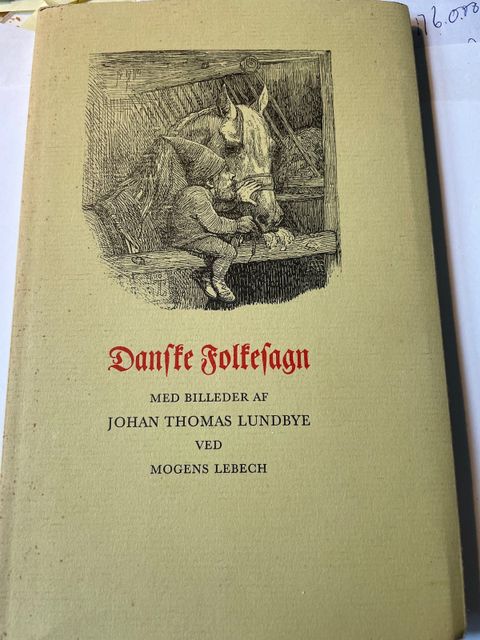 Danſke Folkeſagn
MED BILLEDER AF
JOHAN THOMAS LUNDBYE
VED
MOGENS LEBECH